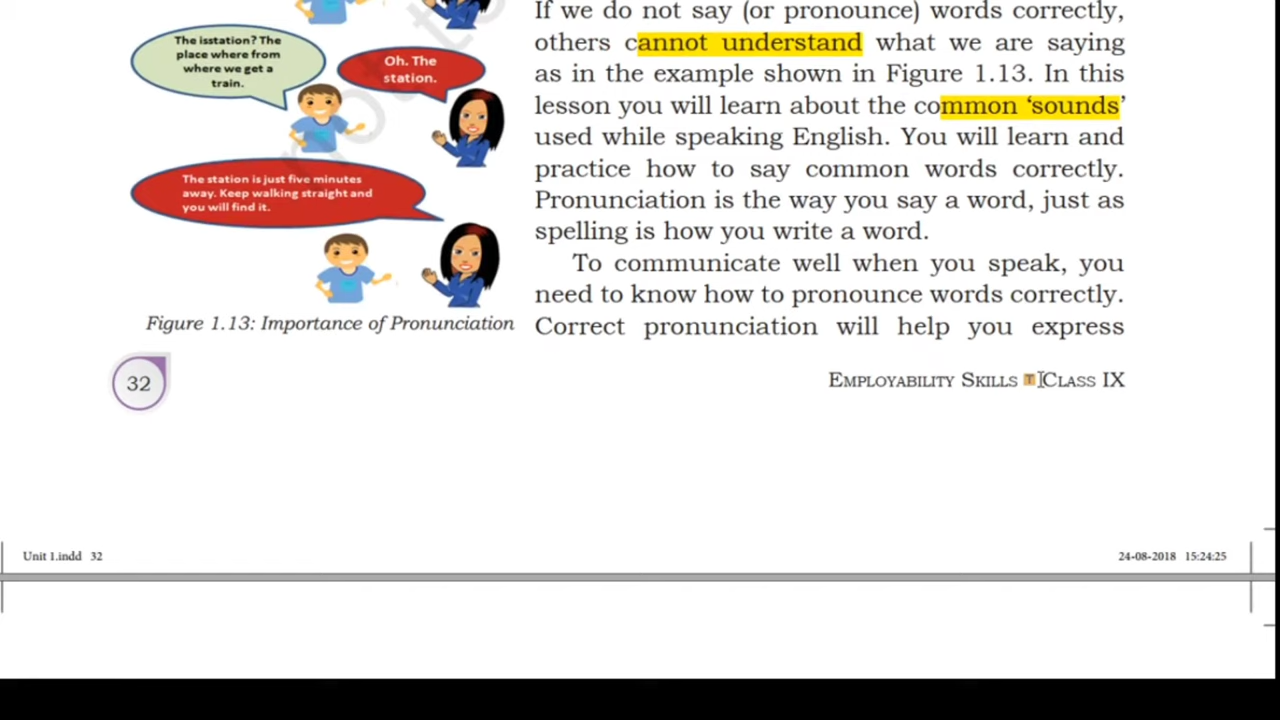 The isstation? The
place where from
where we get a
train.
Oh. The
station.
The station is just five minutes
away. Keep walking straight and
you will find it.
Figure 1.13: Importance of Pronunciation
If we do not say (or pronounce) words correctly,
others cannot understand what we are saying
as in the example shown in Figure 1.13. In this
lesson you will learn about the common ‘sounds’
used while speaking English. You will learn and
practice how to say common words correctly.
Pronunciation is the way you say a word, just as
spelling is how you write a word.
To communicate well when you speak, you
need to know how to pronounce words correctly.
Correct pronunciation will help you express
32
Employability Skills T Class IX
Unit 1.indd 32
24-08-2018 15:24:25